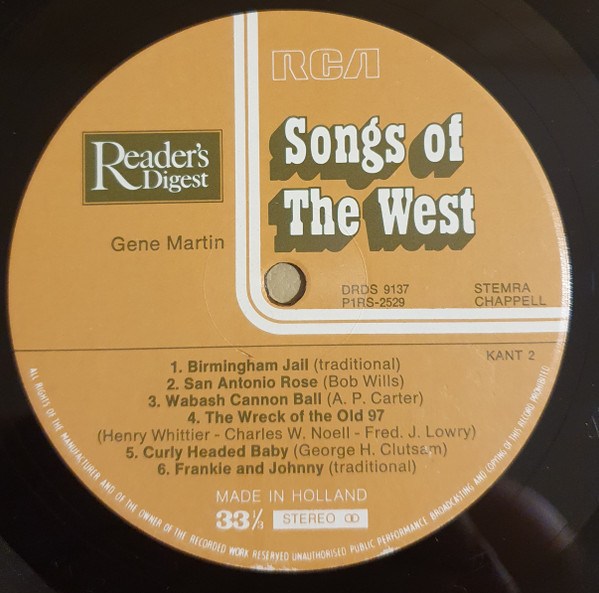 RCA
Reader's
Digest
Songs of
The West
Gene Martin
DRDS 9137
P1RS-2529
STEMRA
CHAPPELL
KANT 2
1. Birmingham Jail (traditional)
2. San Antonio Rose (Bob Wills)
3. Wabash Cannon Ball (A. P. Carter)
4. The Wreck of the Old 97
(Henry Whittier - Charles W. Noell - Fred. J. Lowry)
5. Curly Headed Baby (George H. Clutsam)
6. Frankie and Johnny (traditional)
MADE IN HOLLAND
33⅓ STEREO
ALL RIGHTS OF THE MANUFACTURER AND OF THE OWNER OF THE RECORDED WORK RESERVED UNAUTHORISED PUBLIC PERFORMANCE BROADCASTING AND COPYING OF THIS RECORD PROHIBITED